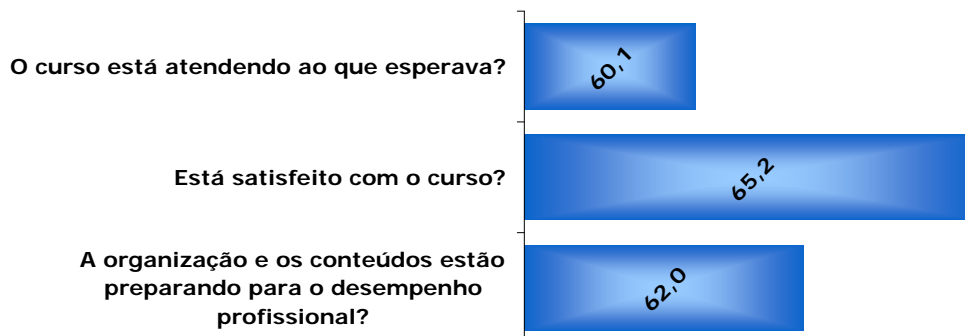 O curso está atendendo ao que esperava?
60,1
Está satisfeito com o curso?
65,2
A organização e os conteúdos estão
preparando para o desempenho
profissional?
62,0